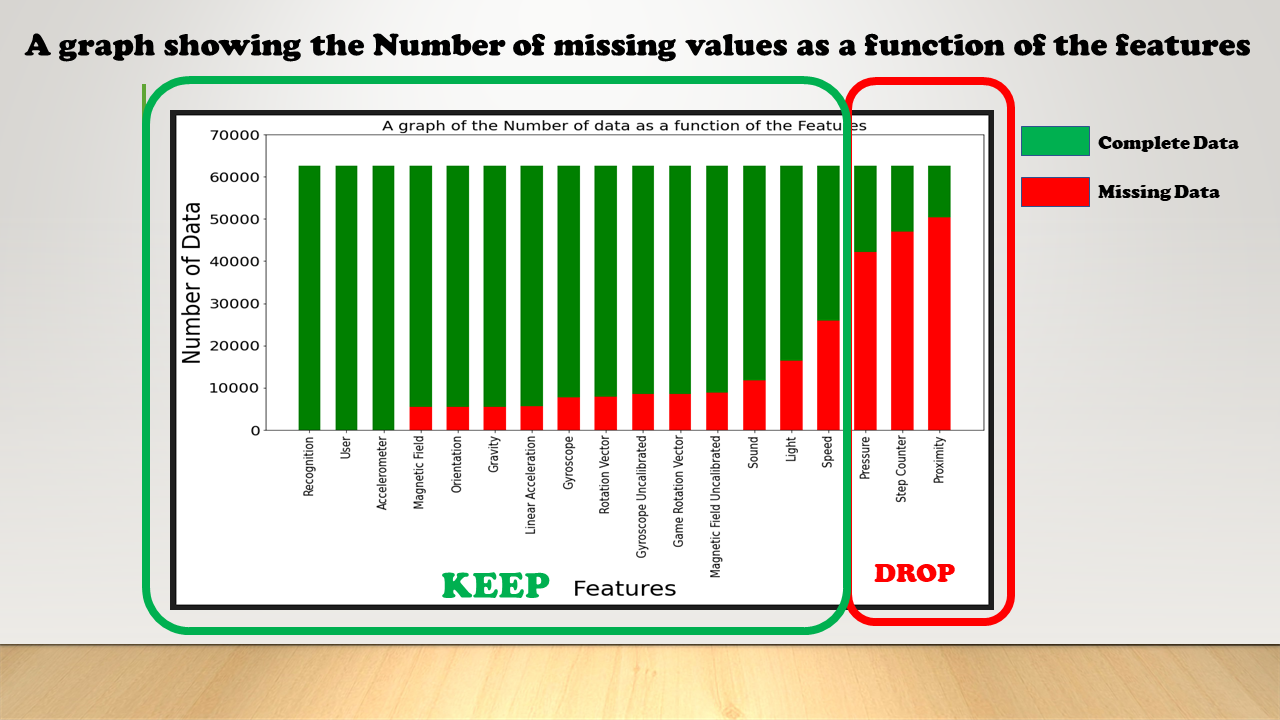 A graph showing the Number of missing values as a function of the features
A graph of the Number of data as a function of the Features
Complete Data
Missing Data
Number of Data
70000
60000
50000
40000
30000
20000
10000
0
Recognition
User
Accelerometer
Magnetic Field
Orientation
Gravity
Linear Acceleration
Gyroscope
Rotation Vector
Gyroscope Uncalibrated
Game Rotation Vector
Magnetic Field Uncalibrated
Sound
Light
Speed
Pressure
Step Counter
Proximity
KEEP
Features
DROP